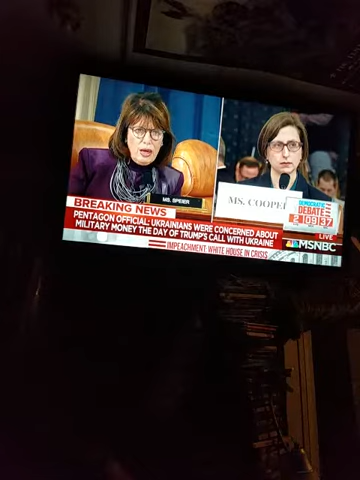 MS. SPEIER
MS. COOPER
BREAKING NEWS
PENTAGON OFFICIAL: UKRAINIANS WERE CONCERNED ABOUT
MILITARY MONEY THE DAY OF TRUMP'S CALL WITH UKRAINE
DEMOCRATIC
DEBATE
LIVE
MSNBC
IMPEACHMENT: WHITE HOUSE IN CRISIS